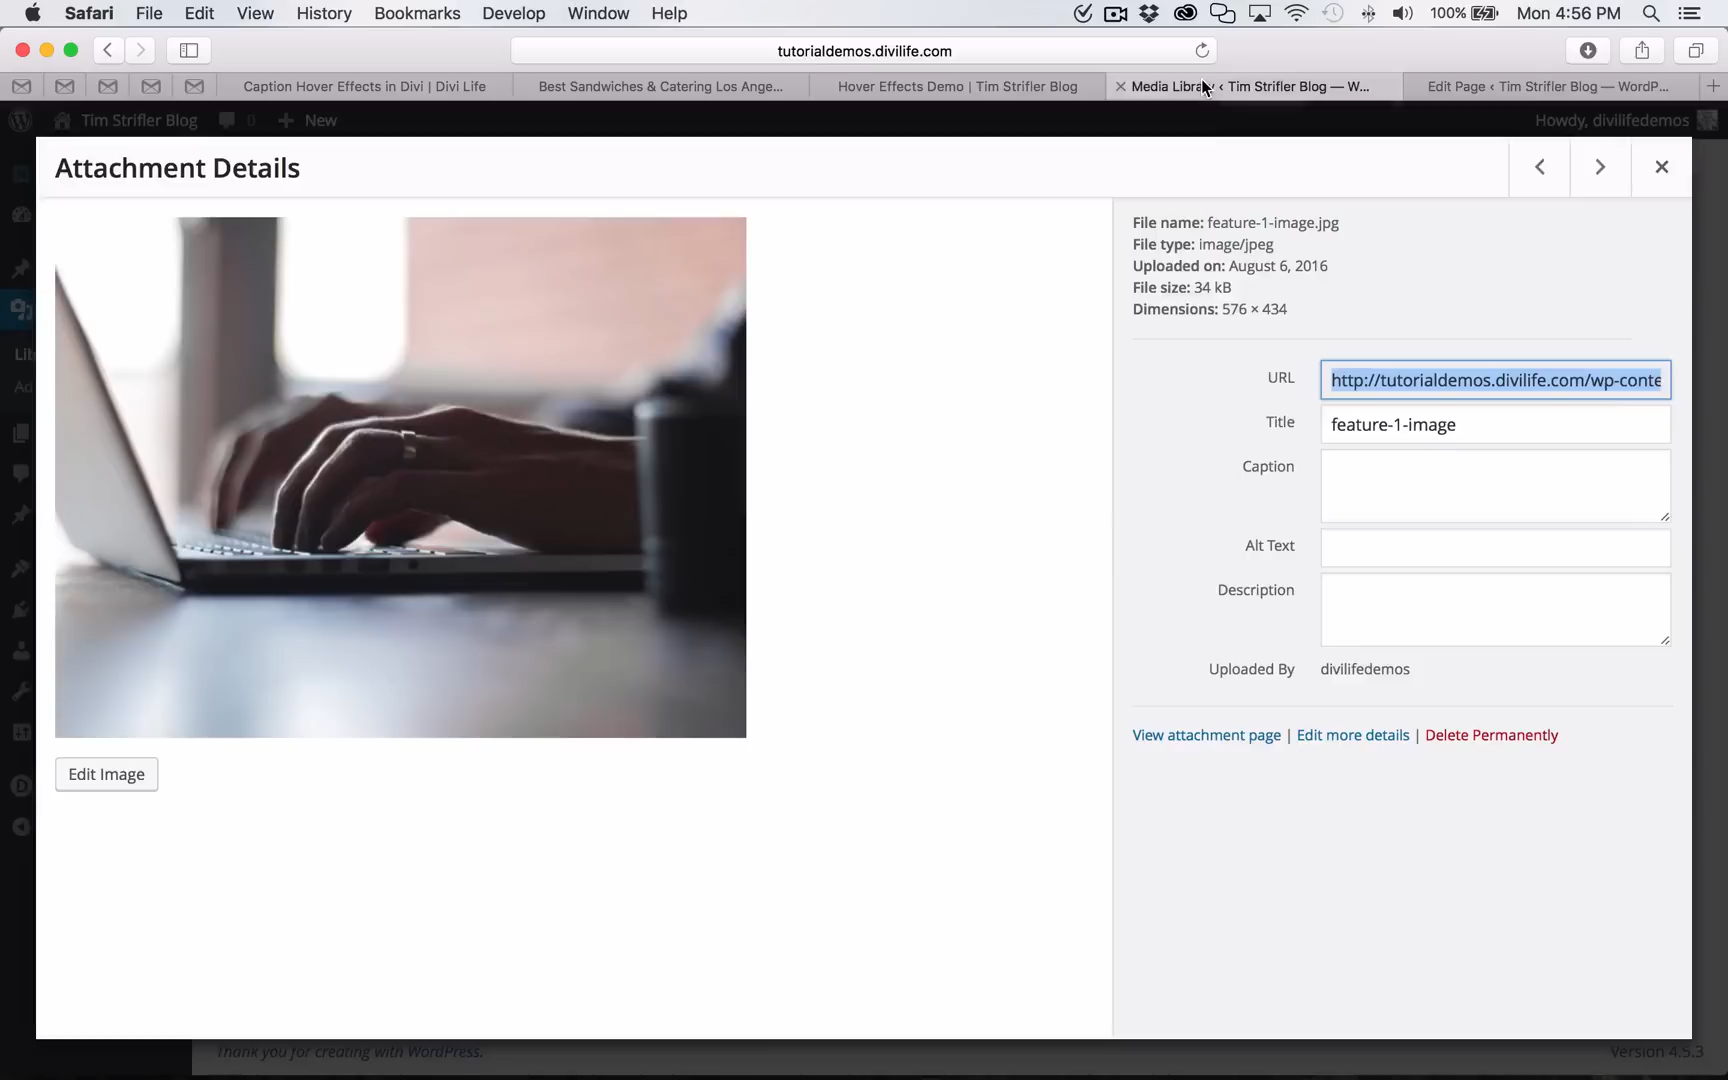 Safari File Edit View History Bookmarks Develop Window Help 100% Mon 4:56 PM
tutorialdemos.divilife.com
Caption Hover Effects in Divi | Divi Life Best Sandwiches & Catering Los Ange... Hover Effects Demo | Tim Strifler Blog Media Library ‹ Tim Strifler Blog — W... Edit Page ‹ Tim Strifler Blog — WordP...
Tim Strifler Blog 0 New Howdy, divilifedemos
Attachment Details
File name: feature-1-image.jpg
File type: image/jpeg
Uploaded on: August 6, 2016
File size: 34 kB
Dimensions: 576 × 434
URL http://tutorialdemos.divilife.com/wp-conte
Title feature-1-image
Caption
Alt Text
Description
Uploaded By divilifedemos
View attachment page | Edit more details | Delete Permanently
Edit Image
Thank you for creating with WordPress. Version 4.5.3